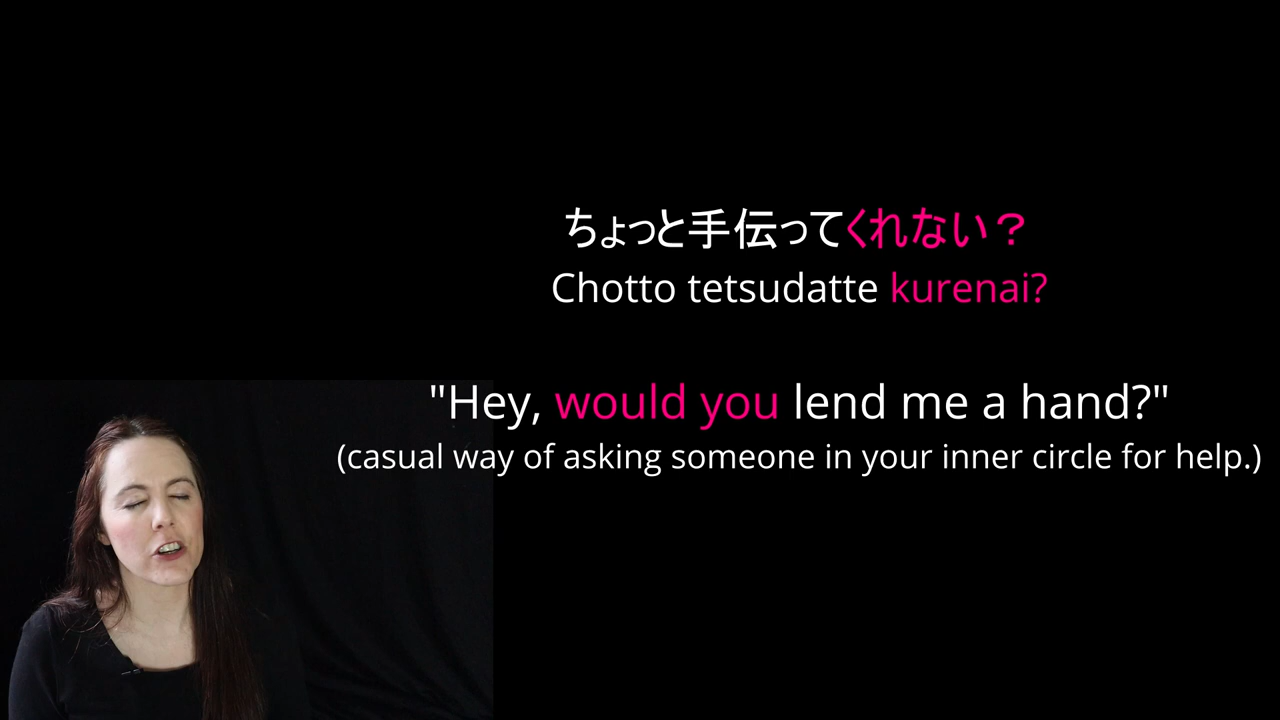 ちょっと手伝ってくれない？
Chotto tetsudatte kurenai?
"Hey, would you lend me a hand?"
(casual way of asking someone in your inner circle for help.)